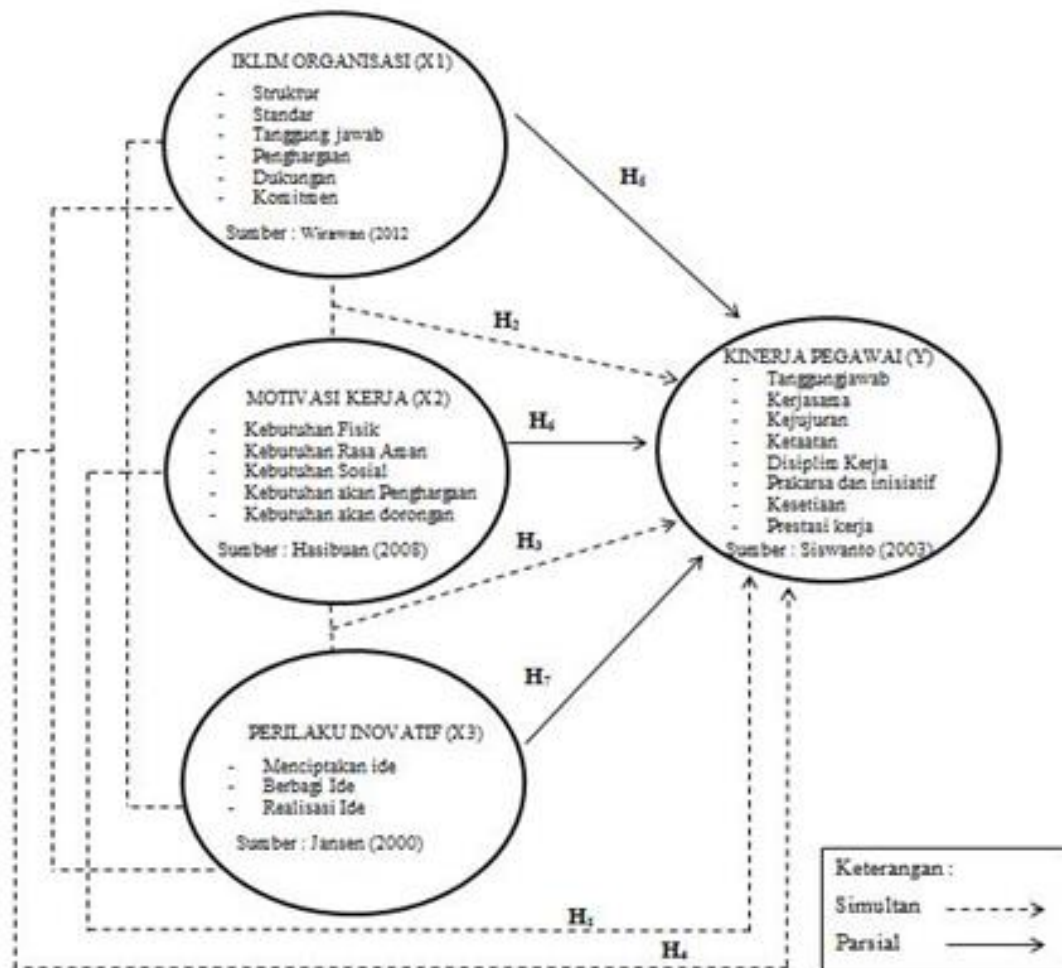 IKLIM ORGANISASI (X1)
- Struktur
- Standar
- Tanggung jawab
- Penghargaan
- Dukungan
- Komitmen
Sumber : Wirawan (2012
H₅
H₂
MOTIVASI KERJA (X2)
- Kebutuhan Fisik
- Kebutuhan Rasa Aman
- Kebutuhan Sosial
- Kebutuhan akan Penghargaan
- Kebutuhan akan dorongan
Sumber : Hasibuan (2008)
H₆
H₃
KINERJA PEGAWAI (Y)
- Tanggungjawab
- Kerjasama
- Kejujuran
- Ketaatan
- Disiplim Kerja
- Prakarsa dan inisiatif
- Kesetiaan
- Prestasi kerja
Sumber : Siswanto (2003)
H₇
PERILAKU INOVATIF (X3)
- Menciptakan ide
- Berbagi Ide
- Realisasi Ide
Sumber : Jansen (2000)
H₄
Keterangan :
Simultan
Parsial